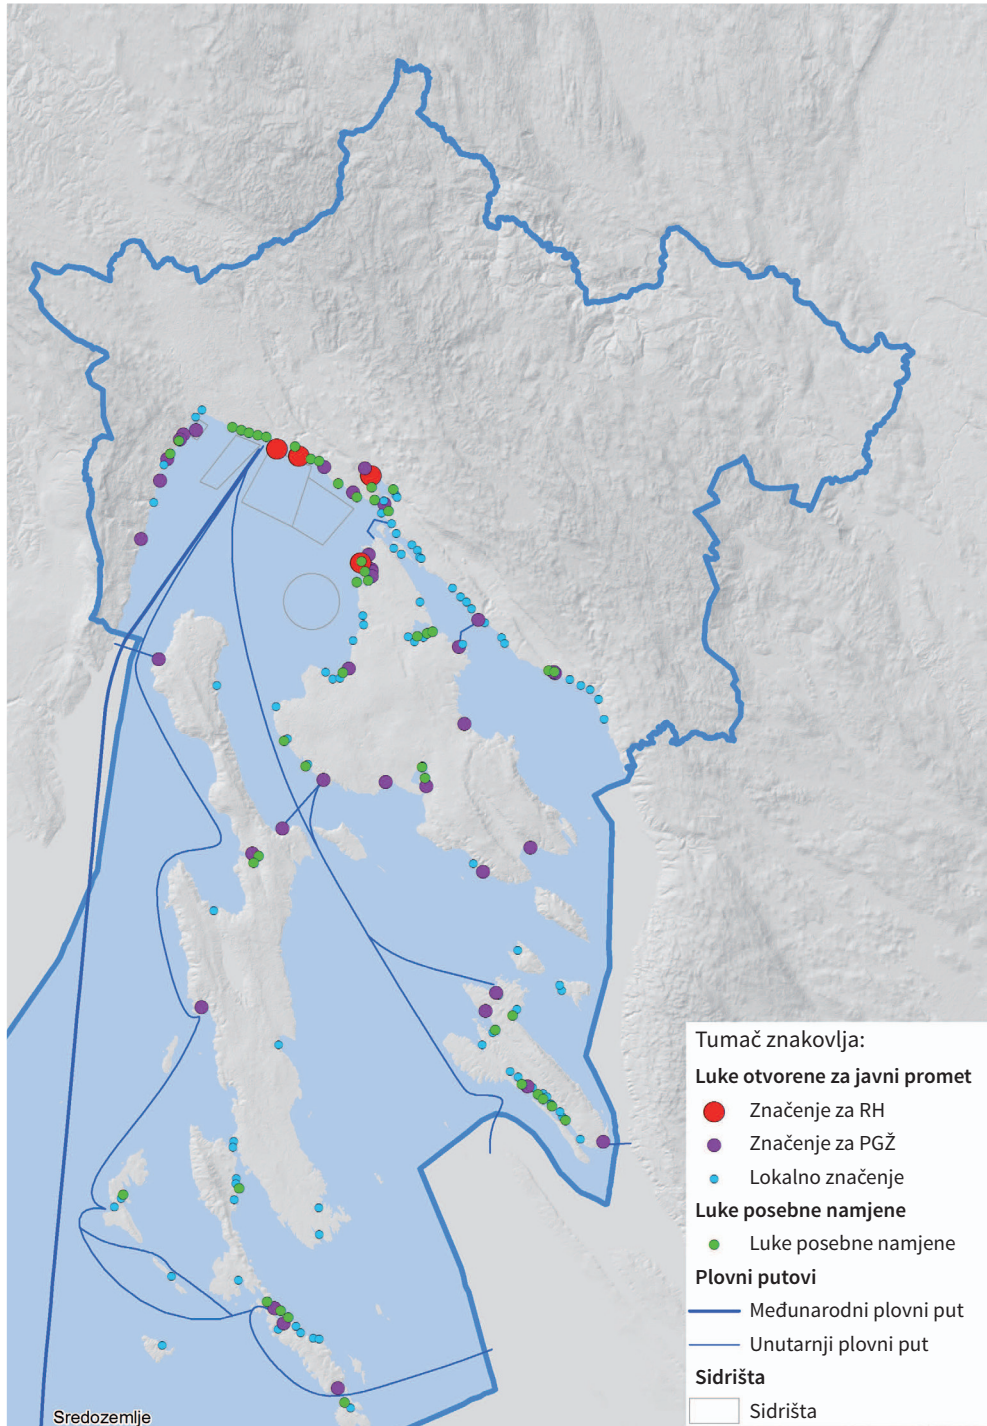 Tumač znakovlja:
Luke otvorene za javni promet
Značenje za RH
Značenje za PGŽ
Lokalno značenje
Luke posebne namjene
Luke posebne namjene
Plovni putovi
Međunarodni plovni put
Unutarnji plovni put
Sidrišta
Sidrišta
Sredozemlje